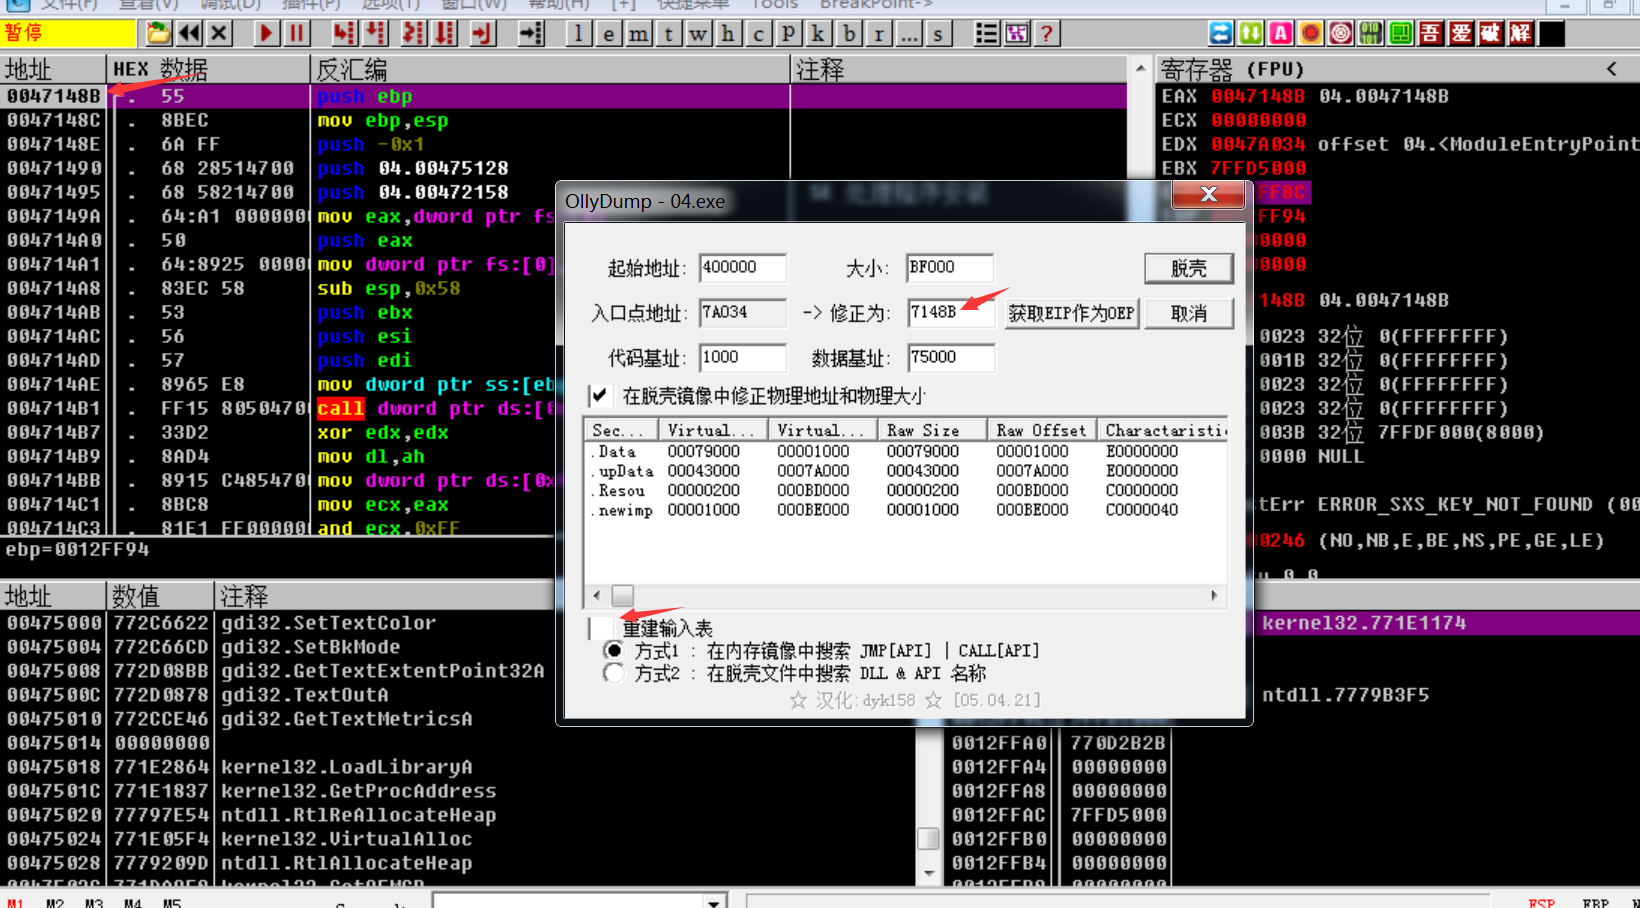 文件(F) 查看(V) 调试(D) 插件(P) 选项(T) 窗口(W) 帮助(H) [+] 快捷菜单 Tools BreakPoint->
暂停 l e m t w h c P k b r ... s ? 吾 爱 破 解
地址 HEX 数据 反汇编 注释 寄存器 (FPU) <
0047148B . 55 push ebp
0047148C . 8BEC mov ebp,esp
0047148E . 6A FF push -0x1
00471490 . 68 28514700 push 04.00475128
00471495 . 68 58214700 push 04.00472158
0047149A . 64:A1 000000 mov eax,dword ptr fs
004714A0 . 50 push eax
004714A1 . 64:8925 0000 mov dword ptr fs:[0]
004714A8 . 83EC 58 sub esp,0x58
004714AB . 53 push ebx
004714AC . 56 push esi
004714AD . 57 push edi
004714AE . 8965 E8 mov dword ptr ss:[eb
004714B1 . FF15 80504700 call dword ptr ds:[
004714B7 . 33D2 xor edx,edx
004714B9 . 8AD4 mov dl,ah
004714BB . 8915 C4854700 mov dword ptr ds:[0x
004714C1 . 8BC8 mov ecx,eax
004714C3 . 81E1 FF00000 and ecx,0xFF
ebp=0012FF94
EAX 0047148B 04.0047148B
ECX 00000000
EDX 0047A034 offset 04.<ModuleEntryPoint
EBX 7FFD5000
FF8C
FF94
0000
0000
148B 04.0047148B
0023 32位 0(FFFFFFFF)
001B 32位 0(FFFFFFFF)
0023 32位 0(FFFFFFFF)
0023 32位 0(FFFFFFFF)
003B 32位 7FFDF000(8000)
0000 NULL
stErr ERROR_SXS_KEY_NOT_FOUND (00
0246 (NO,NB,E,BE,NS,PE,GE,LE)
OllyDump - 04.exe
SE 处理程序安装
起始地址: 400000 大小: BF000 脱壳
入口点地址: 7A034 -> 修正为: 7148B 获取EIP作为OEP 取消
代码基址: 1000 数据基址: 75000
在脱壳镜像中修正物理地址和物理大小
Sec... Virtual... Virtual... Raw Size Raw Offset Charactaristi
.Data 00079000 00001000 00079000 00001000 E0000000
.upData 00043000 0007A000 00043000 0007A000 E0000000
.Resou 00000200 000BD000 00000200 000BD000 C0000000
.newimp 00001000 000BE000 00001000 000BE000 C0000040
重建输入表
方式1 : 在内存镜像中搜索 JMP[API] | CALL[API]
方式2 : 在脱壳文件中搜索 DLL & API 名称
☆ 汉化:dyk158 ☆ [05.04.21]
地址 数值 注释
00475000 772C6622 gdi32.SetTextColor
00475004 772C66CD gdi32.SetBkMode
00475008 772D08BB gdi32.GetTextExtentPoint32A
0047500C 772D0878 gdi32.TextOutA
00475010 772CCE46 gdi32.GetTextMetricsA
00475014 00000000
00475018 771E2864 kernel32.LoadLibraryA
0047501C 771E1837 kernel32.GetProcAddress
00475020 77797E54 ntdll.RtlReAllocateHeap
00475024 771E05F4 kernel32.VirtualAlloc
00475028 7779209D ntdll.RtlAllocateHeap
kernel32.771E1174
ntdll.7779B3F5
0012FFA0 770D2B2B
0012FFA4 00000000
0012FFA8 00000000
0012FFAC 7FFD5000
0012FFB0 00000000
0012FFB4 00000000
M1 M2 M3 M4 M5 ESP EBP